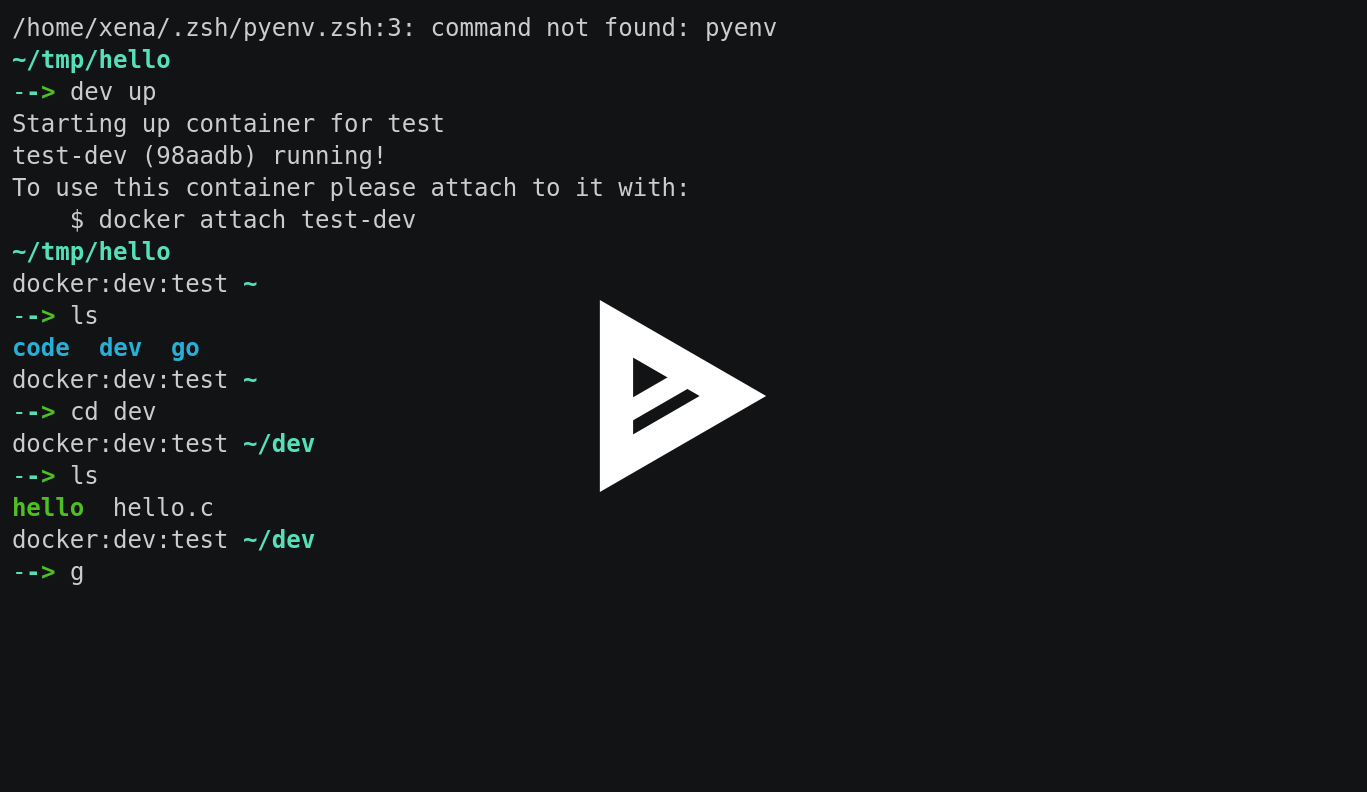 /home/xena/.zsh/pyenv.zsh:3: command not found: pyenv
~/tmp/hello
--> dev up
Starting up container for test
test-dev (98aadb) running!
To use this container please attach to it with:
    $ docker attach test-dev
~/tmp/hello
docker:dev:test ~
--> ls
code  dev  go
docker:dev:test ~
--> cd dev
docker:dev:test ~/dev
--> ls
hello  hello.c
docker:dev:test ~/dev
--> g